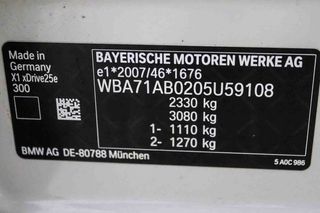 Made in
Germany
X1 xDrive25e
300
BAYERISCHE MOTOREN WERKE AG
e1*2007/46*1676
WBA71AB0205U59108
2330 kg
3080 kg
1- 1110 kg
2- 1270 kg
BMW AG DE-80788 München
5 A0C 986